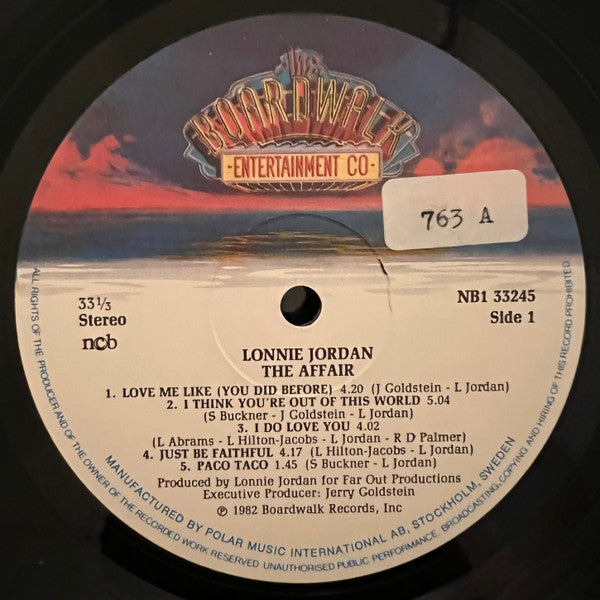 The
BOARDWALK
·ENTERTAINMENT CO·
763 A
33⅓
Stereo
ncb
NB1 33245
Side 1
LONNIE JORDAN
THE AFFAIR
1. LOVE ME LIKE (YOU DID BEFORE) 4.20 (J Goldstein - L Jordan)
2. I THINK YOU'RE OUT OF THIS WORLD 5.04
(S Buckner - J Goldstein - L Jordan)
3. I DO LOVE YOU 4.02
(L Abrams - L Hilton-Jacobs - L Jordan - R D Palmer)
4. JUST BE FAITHFUL 4.17 (L Hilton-Jacobs - L Jordan)
5. PACO TACO 1.45 (S Buckner - L Jordan)
Produced by Lonnie Jordan for Far Out Productions
Executive Producer: Jerry Goldstein
℗ 1982 Boardwalk Records, Inc
MANUFACTURED BY POLAR MUSIC INTERNATIONAL AB, STOCKHOLM, SWEDEN
ALL RIGHTS OF THE PRODUCER AND OF THE OWNER OF THE RECORDED WORK RESERVED UNAUTHORISED PUBLIC PERFORMANCE, BROADCASTING, COPYING AND HIRING OF THIS RECORD PROHIBITED